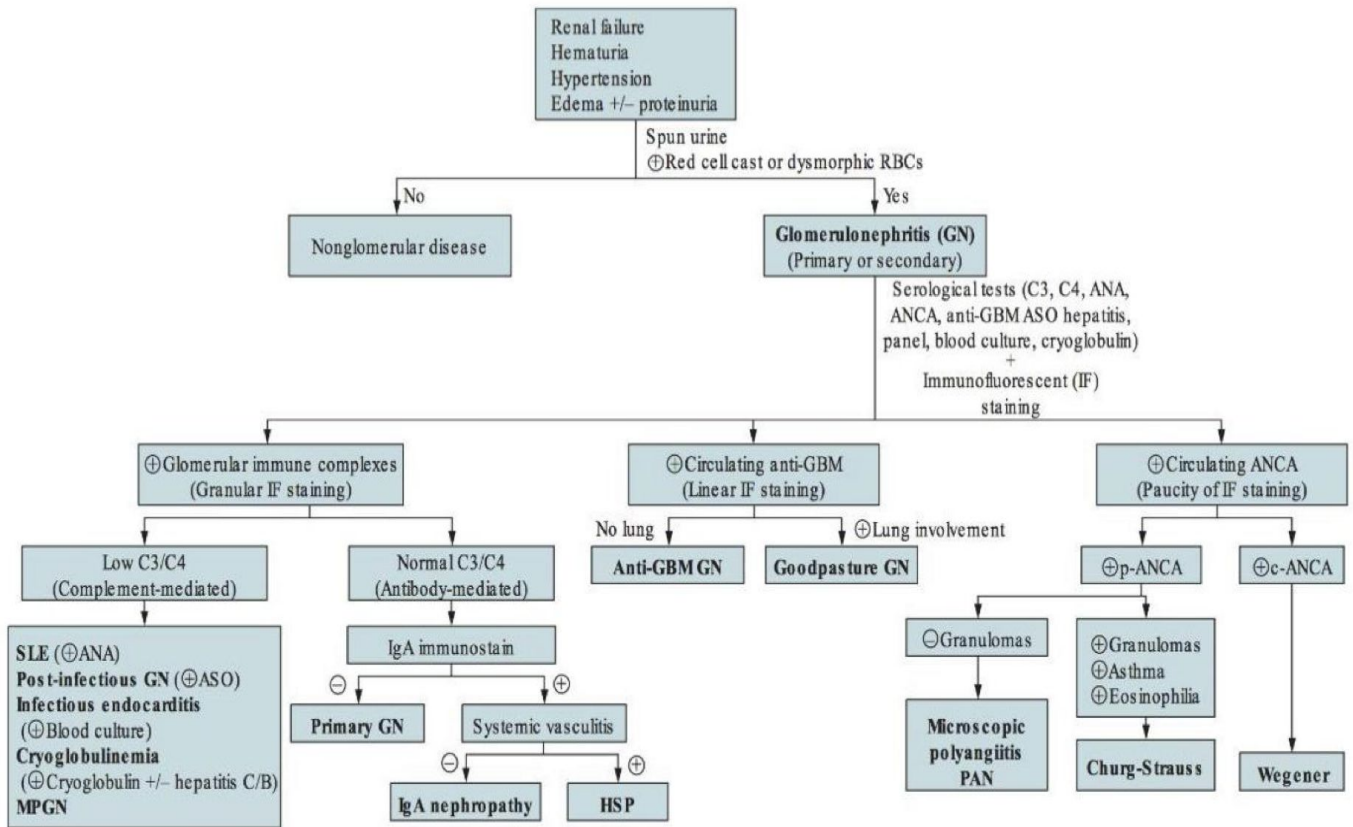 Renal failure
Hematuria
Hypertension
Edema +/– proteinuria
Spun urine
⊕Red cell cast or dysmorphic RBCs
No
Yes
Nonglomerular disease
Glomerulonephritis (GN)
(Primary or secondary)
Serological tests (C3, C4, ANA,
ANCA, anti-GBM ASO hepatitis,
panel, blood culture, cryoglobulin)
+
Immunofluorescent (IF)
staining
⊕Glomerular immune complexes
(Granular IF staining)
⊕Circulating anti-GBM
(Linear IF staining)
⊕Circulating ANCA
(Paucity of IF staining)
No lung
⊕Lung involvement
Low C3/C4
(Complement-mediated)
Normal C3/C4
(Antibody-mediated)
Anti-GBM GN
Goodpasture GN
⊕p-ANCA
⊕c-ANCA
SLE (⊕ANA)
Post-infectious GN (⊕ASO)
Infectious endocarditis
(⊕Blood culture)
Cryoglobulinemia
(⊕Cryoglobulin +/– hepatitis C/B)
MPGN
IgA immunostain
⊖
⊕
Primary GN
Systemic vasculitis
⊖
⊕
IgA nephropathy
HSP
⊖Granulomas
⊕Granulomas
⊕Asthma
⊕Eosinophilia
Microscopic
polyangiitis
PAN
Churg-Strauss
Wegener